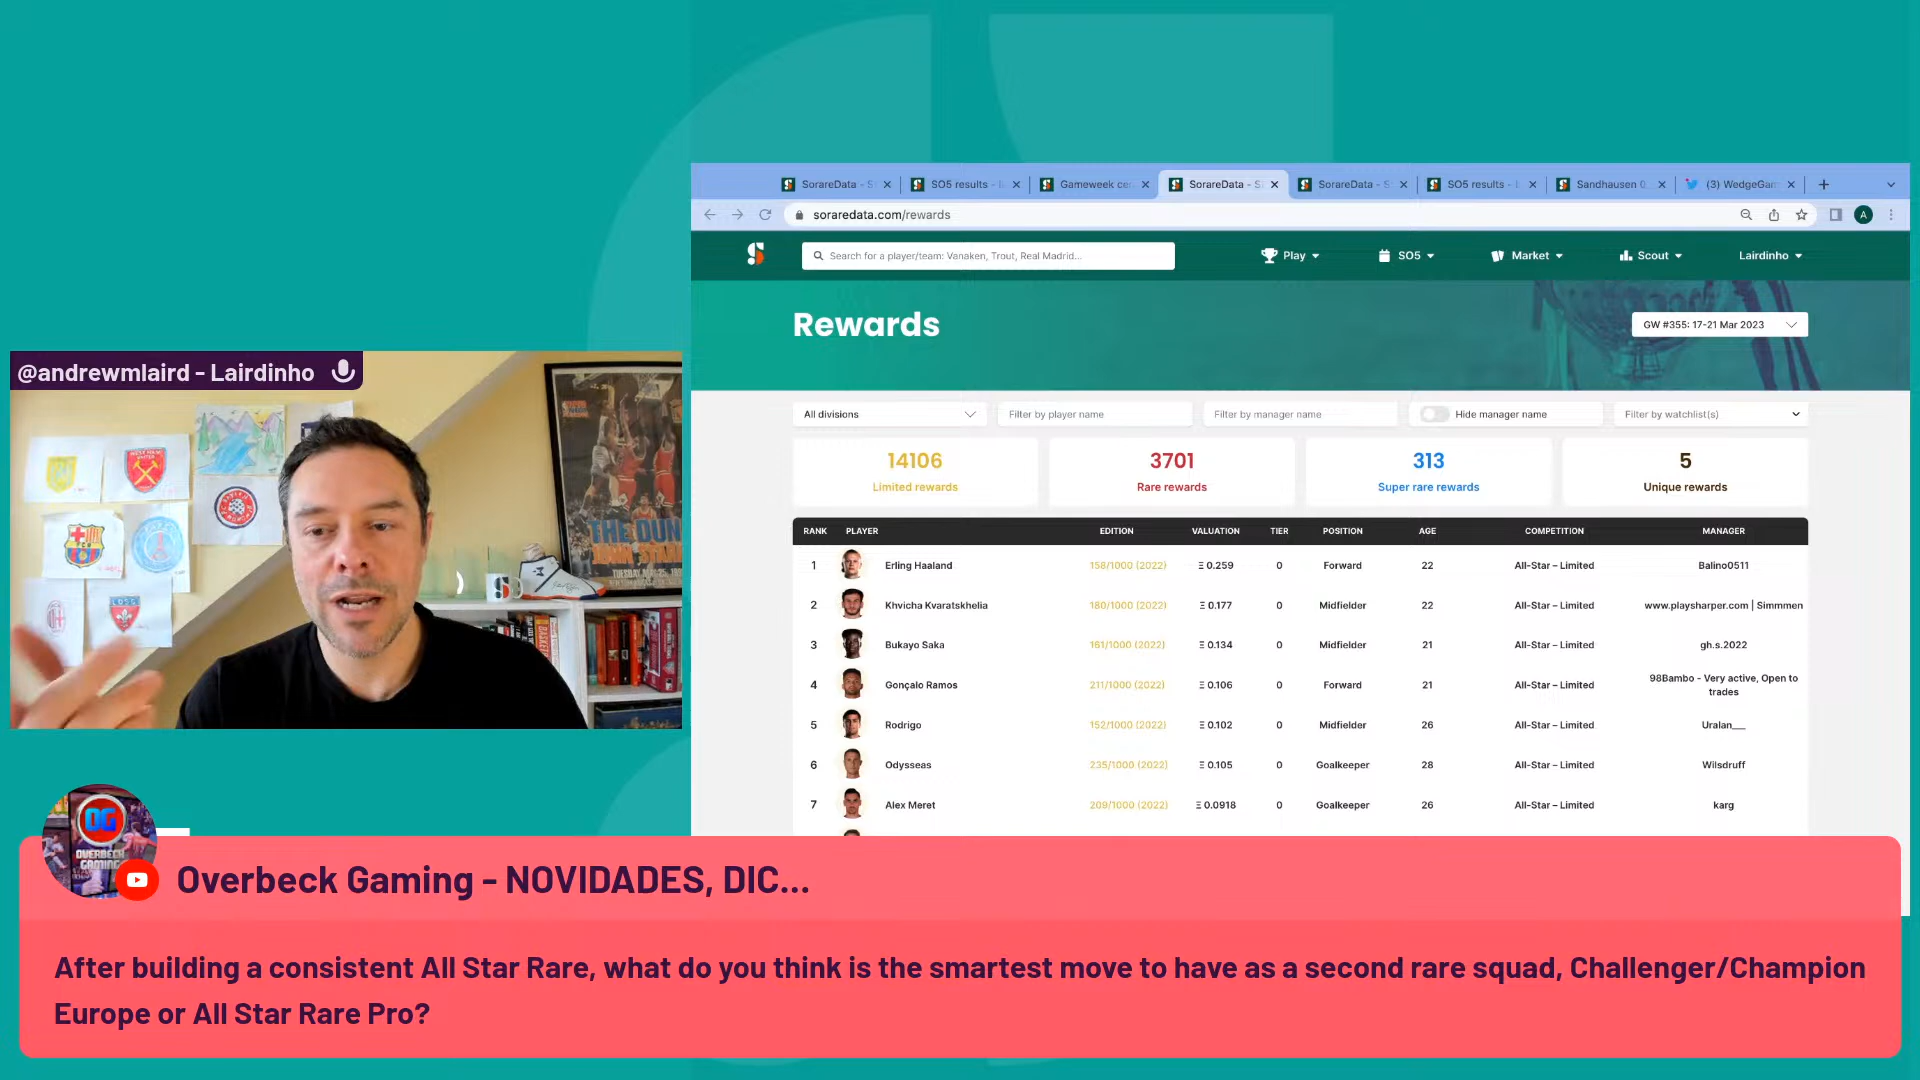 @andrewmlaird - Lairdinho
THE DUN
SorareData - S
SO5 results -
Gameweek ce
SorareData - S
SorareData - S
SO5 results -
Sandhausen 0
(3) WedgeGam
soraredata.com/rewards
A
Search for a player/team: Vanaken, Trout, Real Madrid...
Play
SO5
Market
Scout
Lairdinho
Rewards
GW #355: 17-21 Mar 2023
All divisions
Filter by player name
Filter by manager name
Hide manager name
Filter by watchlist(s)
14106
Limited rewards
3701
Rare rewards
313
Super rare rewards
5
Unique rewards
RANK PLAYER EDITION VALUATION TIER POSITION AGE COMPETITION MANAGER
1 Erling Haaland 158/1000 (2022) Ξ 0.259 0 Forward 22 All-Star – Limited Balino0511
2 Khvicha Kvaratskhelia 180/1000 (2022) Ξ 0.177 0 Midfielder 22 All-Star – Limited www.playsharper.com | Simmmen
3 Bukayo Saka 161/1000 (2022) Ξ 0.134 0 Midfielder 21 All-Star – Limited gh.s.2022
4 Gonçalo Ramos 211/1000 (2022) Ξ 0.106 0 Forward 21 All-Star – Limited 98Bambo - Very active, Open to
trades
5 Rodrigo 152/1000 (2022) Ξ 0.102 0 Midfielder 26 All-Star – Limited Uralan___
6 Odysseas 235/1000 (2022) Ξ 0.105 0 Goalkeeper 28 All-Star – Limited Wilsdruff
7 Alex Meret 209/1000 (2022) Ξ 0.0918 0 Goalkeeper 26 All-Star – Limited karg
OG
OVERBECK
GAMING
Overbeck Gaming - NOVIDADES, DIC...
After building a consistent All Star Rare, what do you think is the smartest move to have as a second rare squad, Challenger/Champion
Europe or All Star Rare Pro?